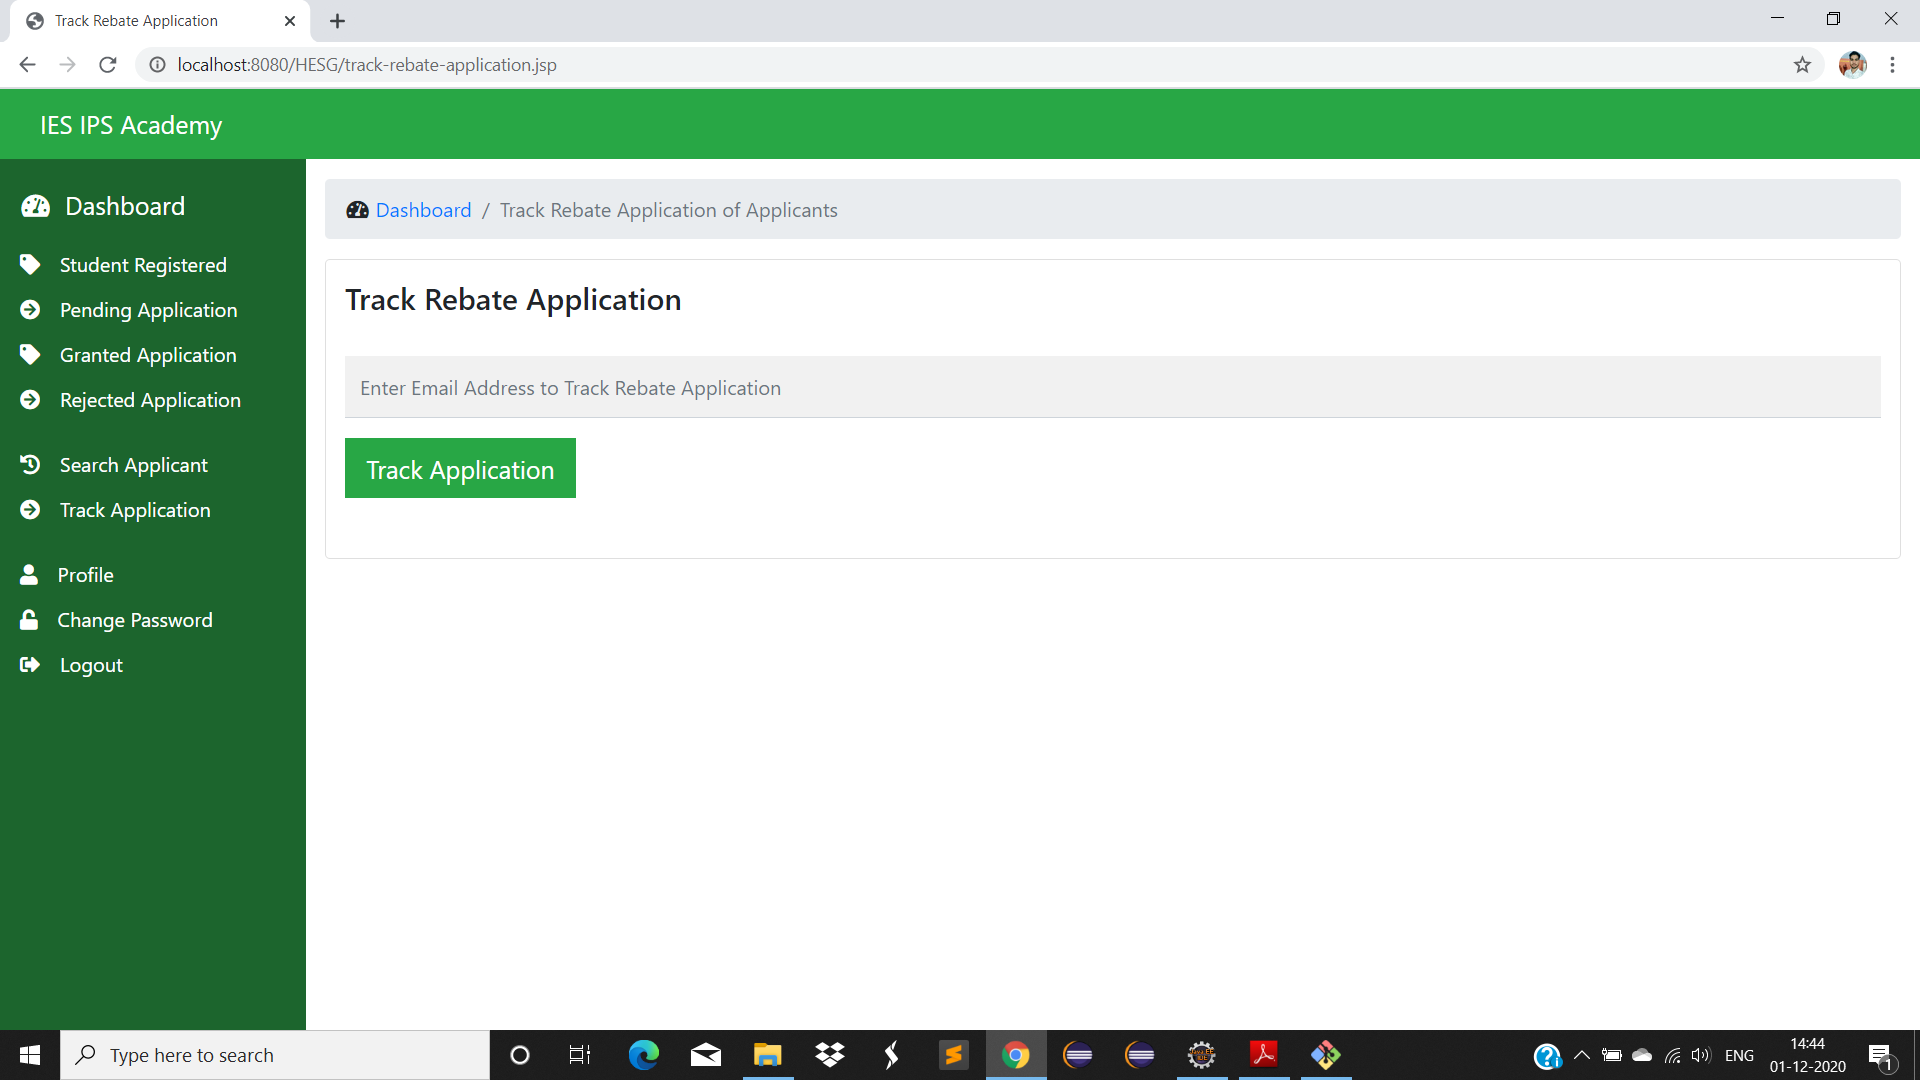 Track Rebate Application
localhost:8080/HESG/track-rebate-application.jsp
IES IPS Academy
Dashboard
Student Registered
Pending Application
Granted Application
Rejected Application
Search Applicant
Track Application
Profile
Change Password
Logout
Dashboard / Track Rebate Application of Applicants
Track Rebate Application
Enter Email Address to Track Rebate Application
Track Application
Type here to search
ENG
14:44
01-12-2020
1